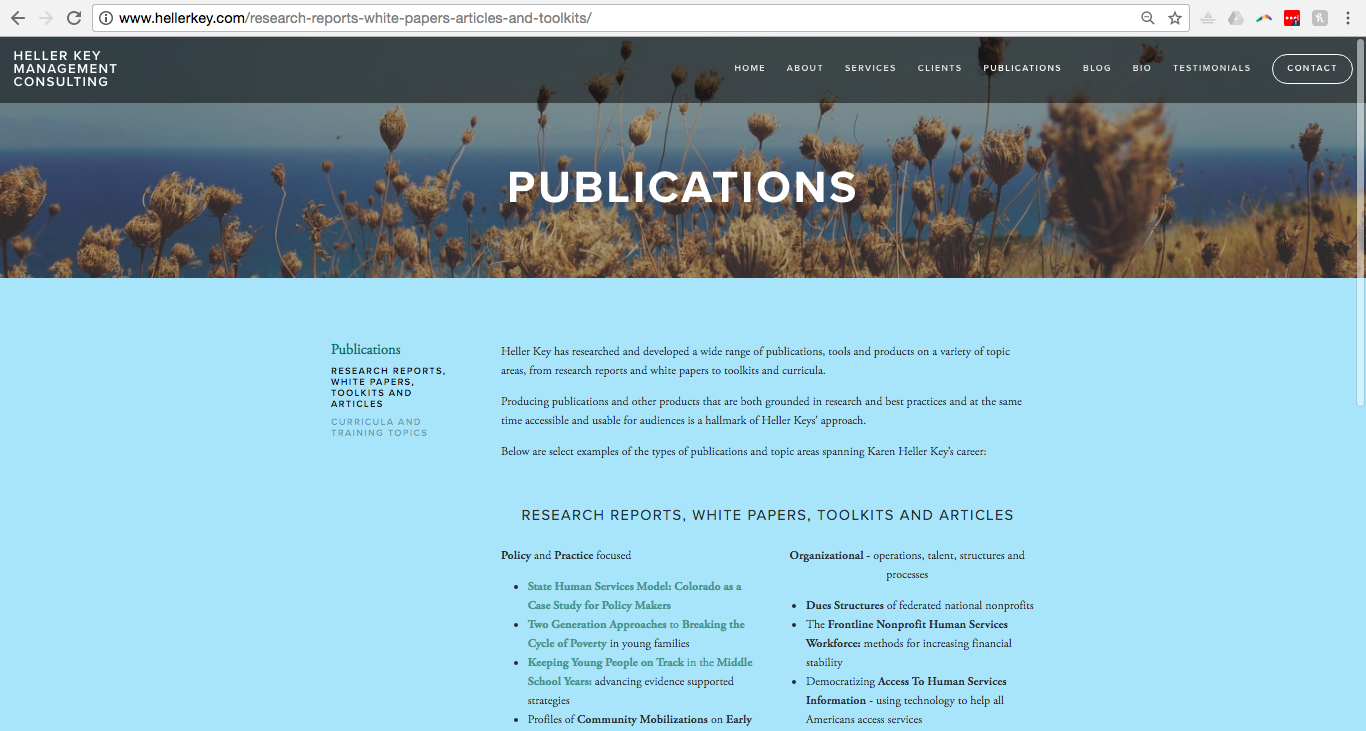 www.hellerkey.com/research-reports-white-papers-articles-and-toolkits/
HELLER KEY
MANAGEMENT
CONSULTING
HOME ABOUT SERVICES CLIENTS PUBLICATIONS BLOG BIO TESTIMONIALS CONTACT
PUBLICATIONS
Publications
RESEARCH REPORTS,
WHITE PAPERS,
TOOLKITS AND
ARTICLES
CURRICULA AND
TRAINING TOPICS
Heller Key has researched and developed a wide range of publications, tools and products on a variety of topic
areas, from research reports and white papers to toolkits and curricula.
Producing publications and other products that are both grounded in research and best practices and at the same
time accessible and usable for audiences is a hallmark of Heller Keys' approach.
Below are select examples of the types of publications and topic areas spanning Karen Heller Key's career:
RESEARCH REPORTS, WHITE PAPERS, TOOLKITS AND ARTICLES
Policy and Practice focused
• State Human Services Model: Colorado as a
Case Study for Policy Makers
• Two Generation Approaches to Breaking the
Cycle of Poverty in young families
• Keeping Young People on Track in the Middle
School Years: advancing evidence supported
strategies
• Profiles of Community Mobilizations on Early
Organizational - operations, talent, structures and
processes
• Dues Structures of federated national nonprofits
• The Frontline Nonprofit Human Services
Workforce: methods for increasing financial
stability
• Democratizing Access To Human Services
Information - using technology to help all
Americans access services